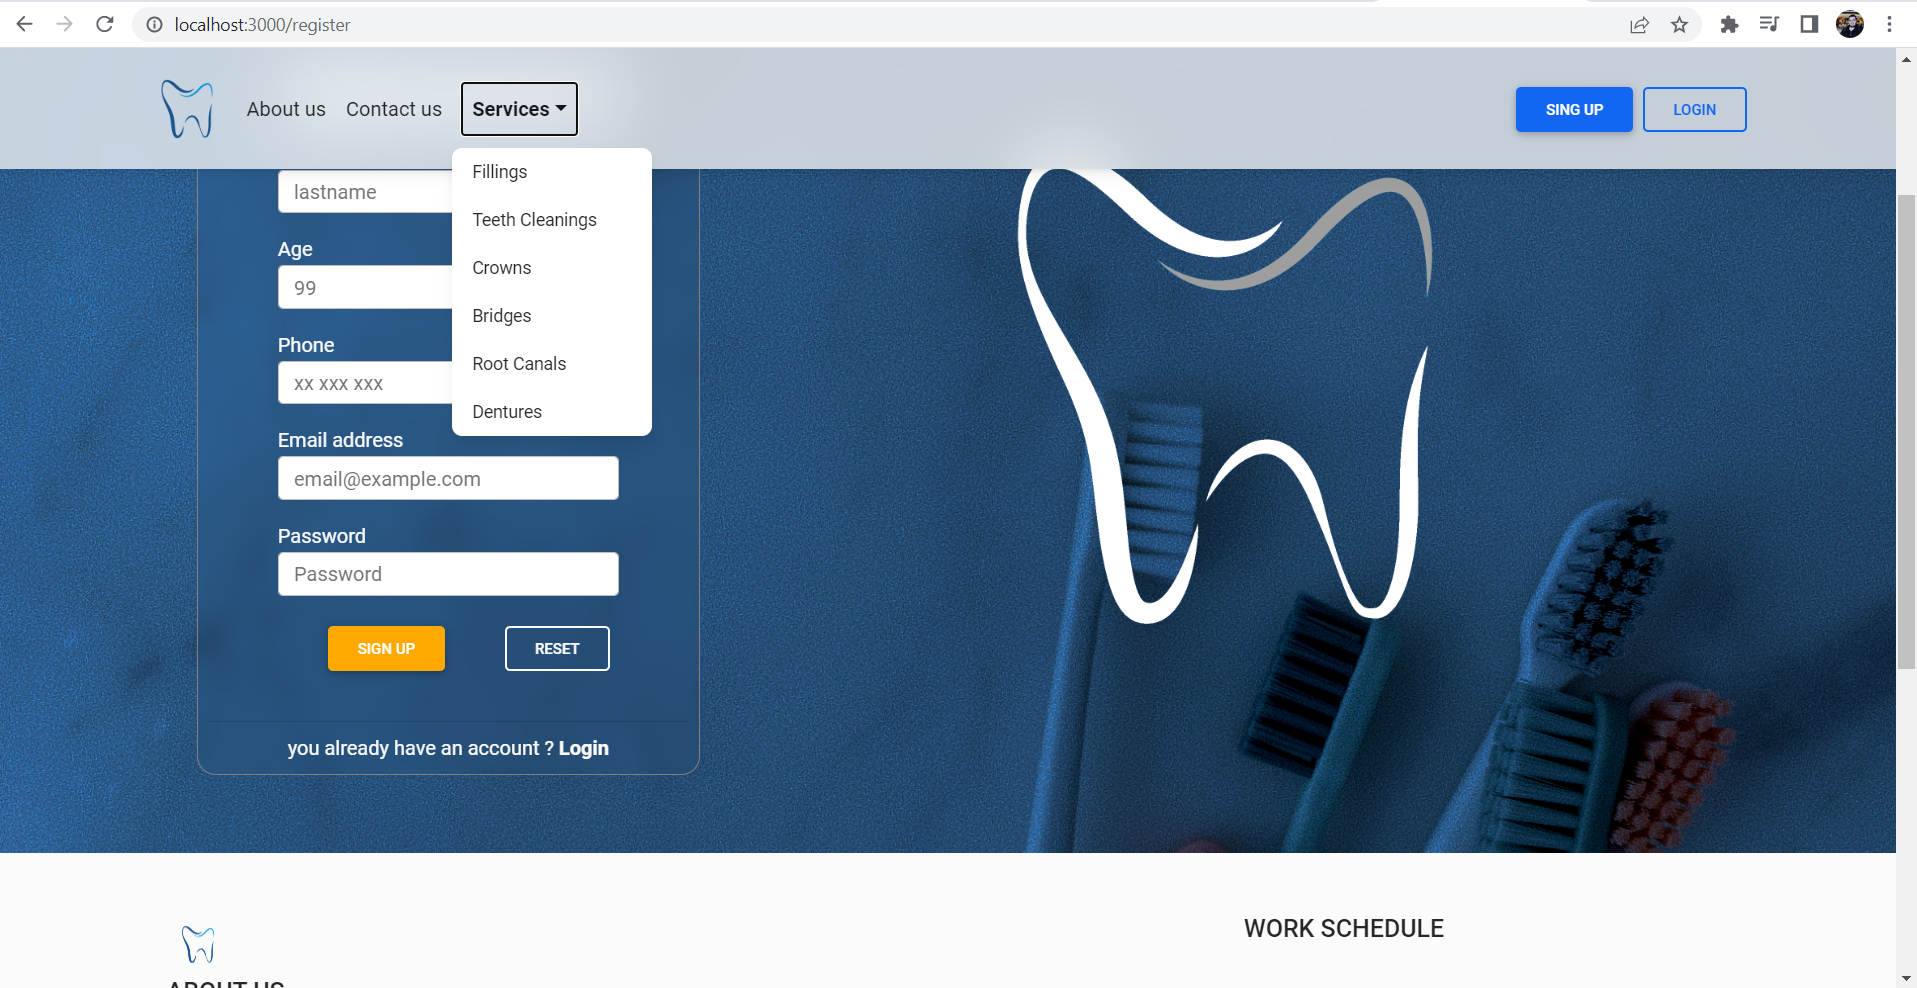 localhost:3000/register
About us
Contact us
Services
SING UP
LOGIN
Fillings
Teeth Cleanings
Crowns
Bridges
Root Canals
Dentures
lastname
Age
99
Phone
xx xxx xxx
Email address
email@example.com
Password
Password
SIGN UP
RESET
you already have an account ? Login
WORK SCHEDULE
ABOUT US